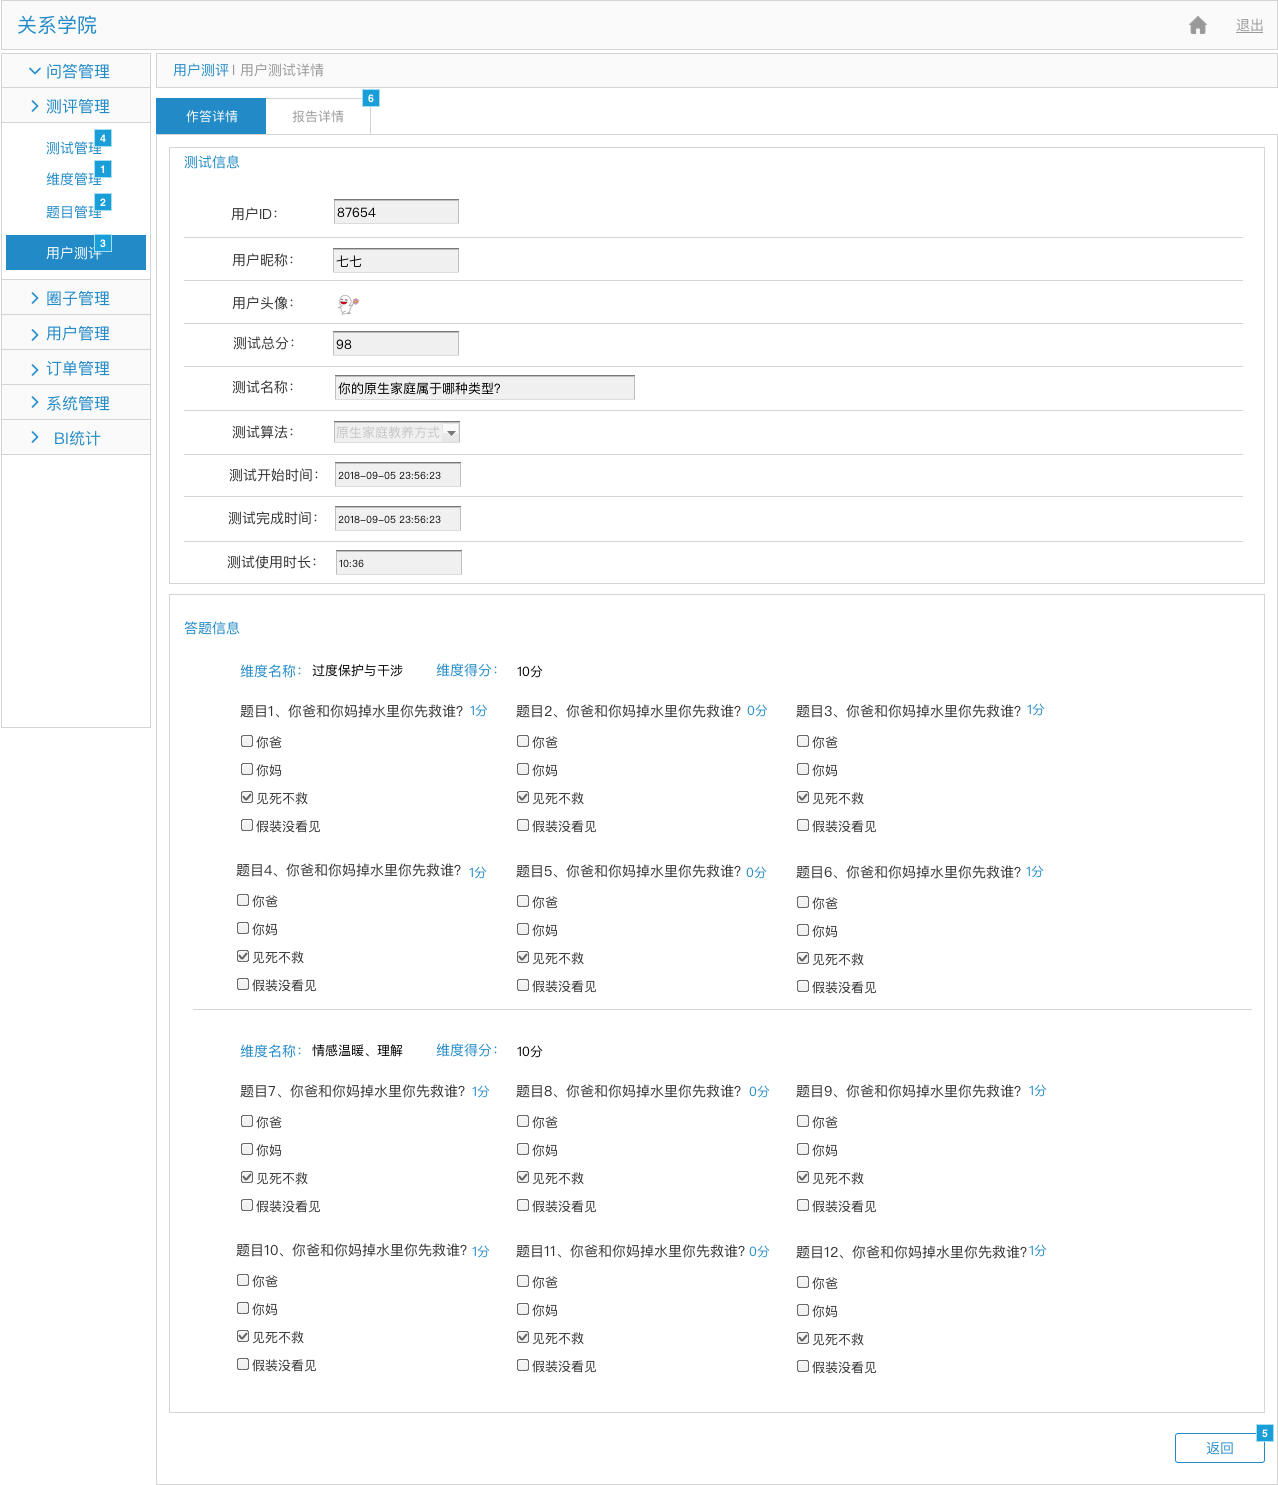 关系学院
退出
问答管理
测评管理
测试管理 4
维度管理 1
题目管理 2
用户测评 3
圈子管理
用户管理
订单管理
系统管理
BI统计
用户测评 | 用户测试详情
作答详情 报告详情 6
测试信息
用户ID： 87654
用户昵称： 七七
用户头像：
测试总分： 98
测试名称： 你的原生家庭属于哪种类型?
测试算法： 原生家庭教养方式
测试开始时间： 2018-09-05 23:56:23
测试完成时间： 2018-09-05 23:56:23
测试使用时长： 10:36
答题信息
维度名称： 过度保护与干涉 维度得分： 10分
题目1、你爸和你妈掉水里你先救谁? 1分 题目2、你爸和你妈掉水里你先救谁? 0分 题目3、你爸和你妈掉水里你先救谁? 1分
你爸 你爸 你爸
你妈 你妈 你妈
见死不救 见死不救 见死不救
假装没看见 假装没看见 假装没看见
题目4、你爸和你妈掉水里你先救谁? 1分 题目5、你爸和你妈掉水里你先救谁? 0分 题目6、你爸和你妈掉水里你先救谁? 1分
你爸 你爸 你爸
你妈 你妈 你妈
见死不救 见死不救 见死不救
假装没看见 假装没看见 假装没看见
维度名称： 情感温暖、理解 维度得分： 10分
题目7、你爸和你妈掉水里你先救谁? 1分 题目8、你爸和你妈掉水里你先救谁? 0分 题目9、你爸和你妈掉水里你先救谁? 1分
你爸 你爸 你爸
你妈 你妈 你妈
见死不救 见死不救 见死不救
假装没看见 假装没看见 假装没看见
题目10、你爸和你妈掉水里你先救谁? 1分 题目11、你爸和你妈掉水里你先救谁? 0分 题目12、你爸和你妈掉水里你先救谁? 1分
你爸 你爸 你爸
你妈 你妈 你妈
见死不救 见死不救 见死不救
假装没看见 假装没看见 假装没看见
返回 5